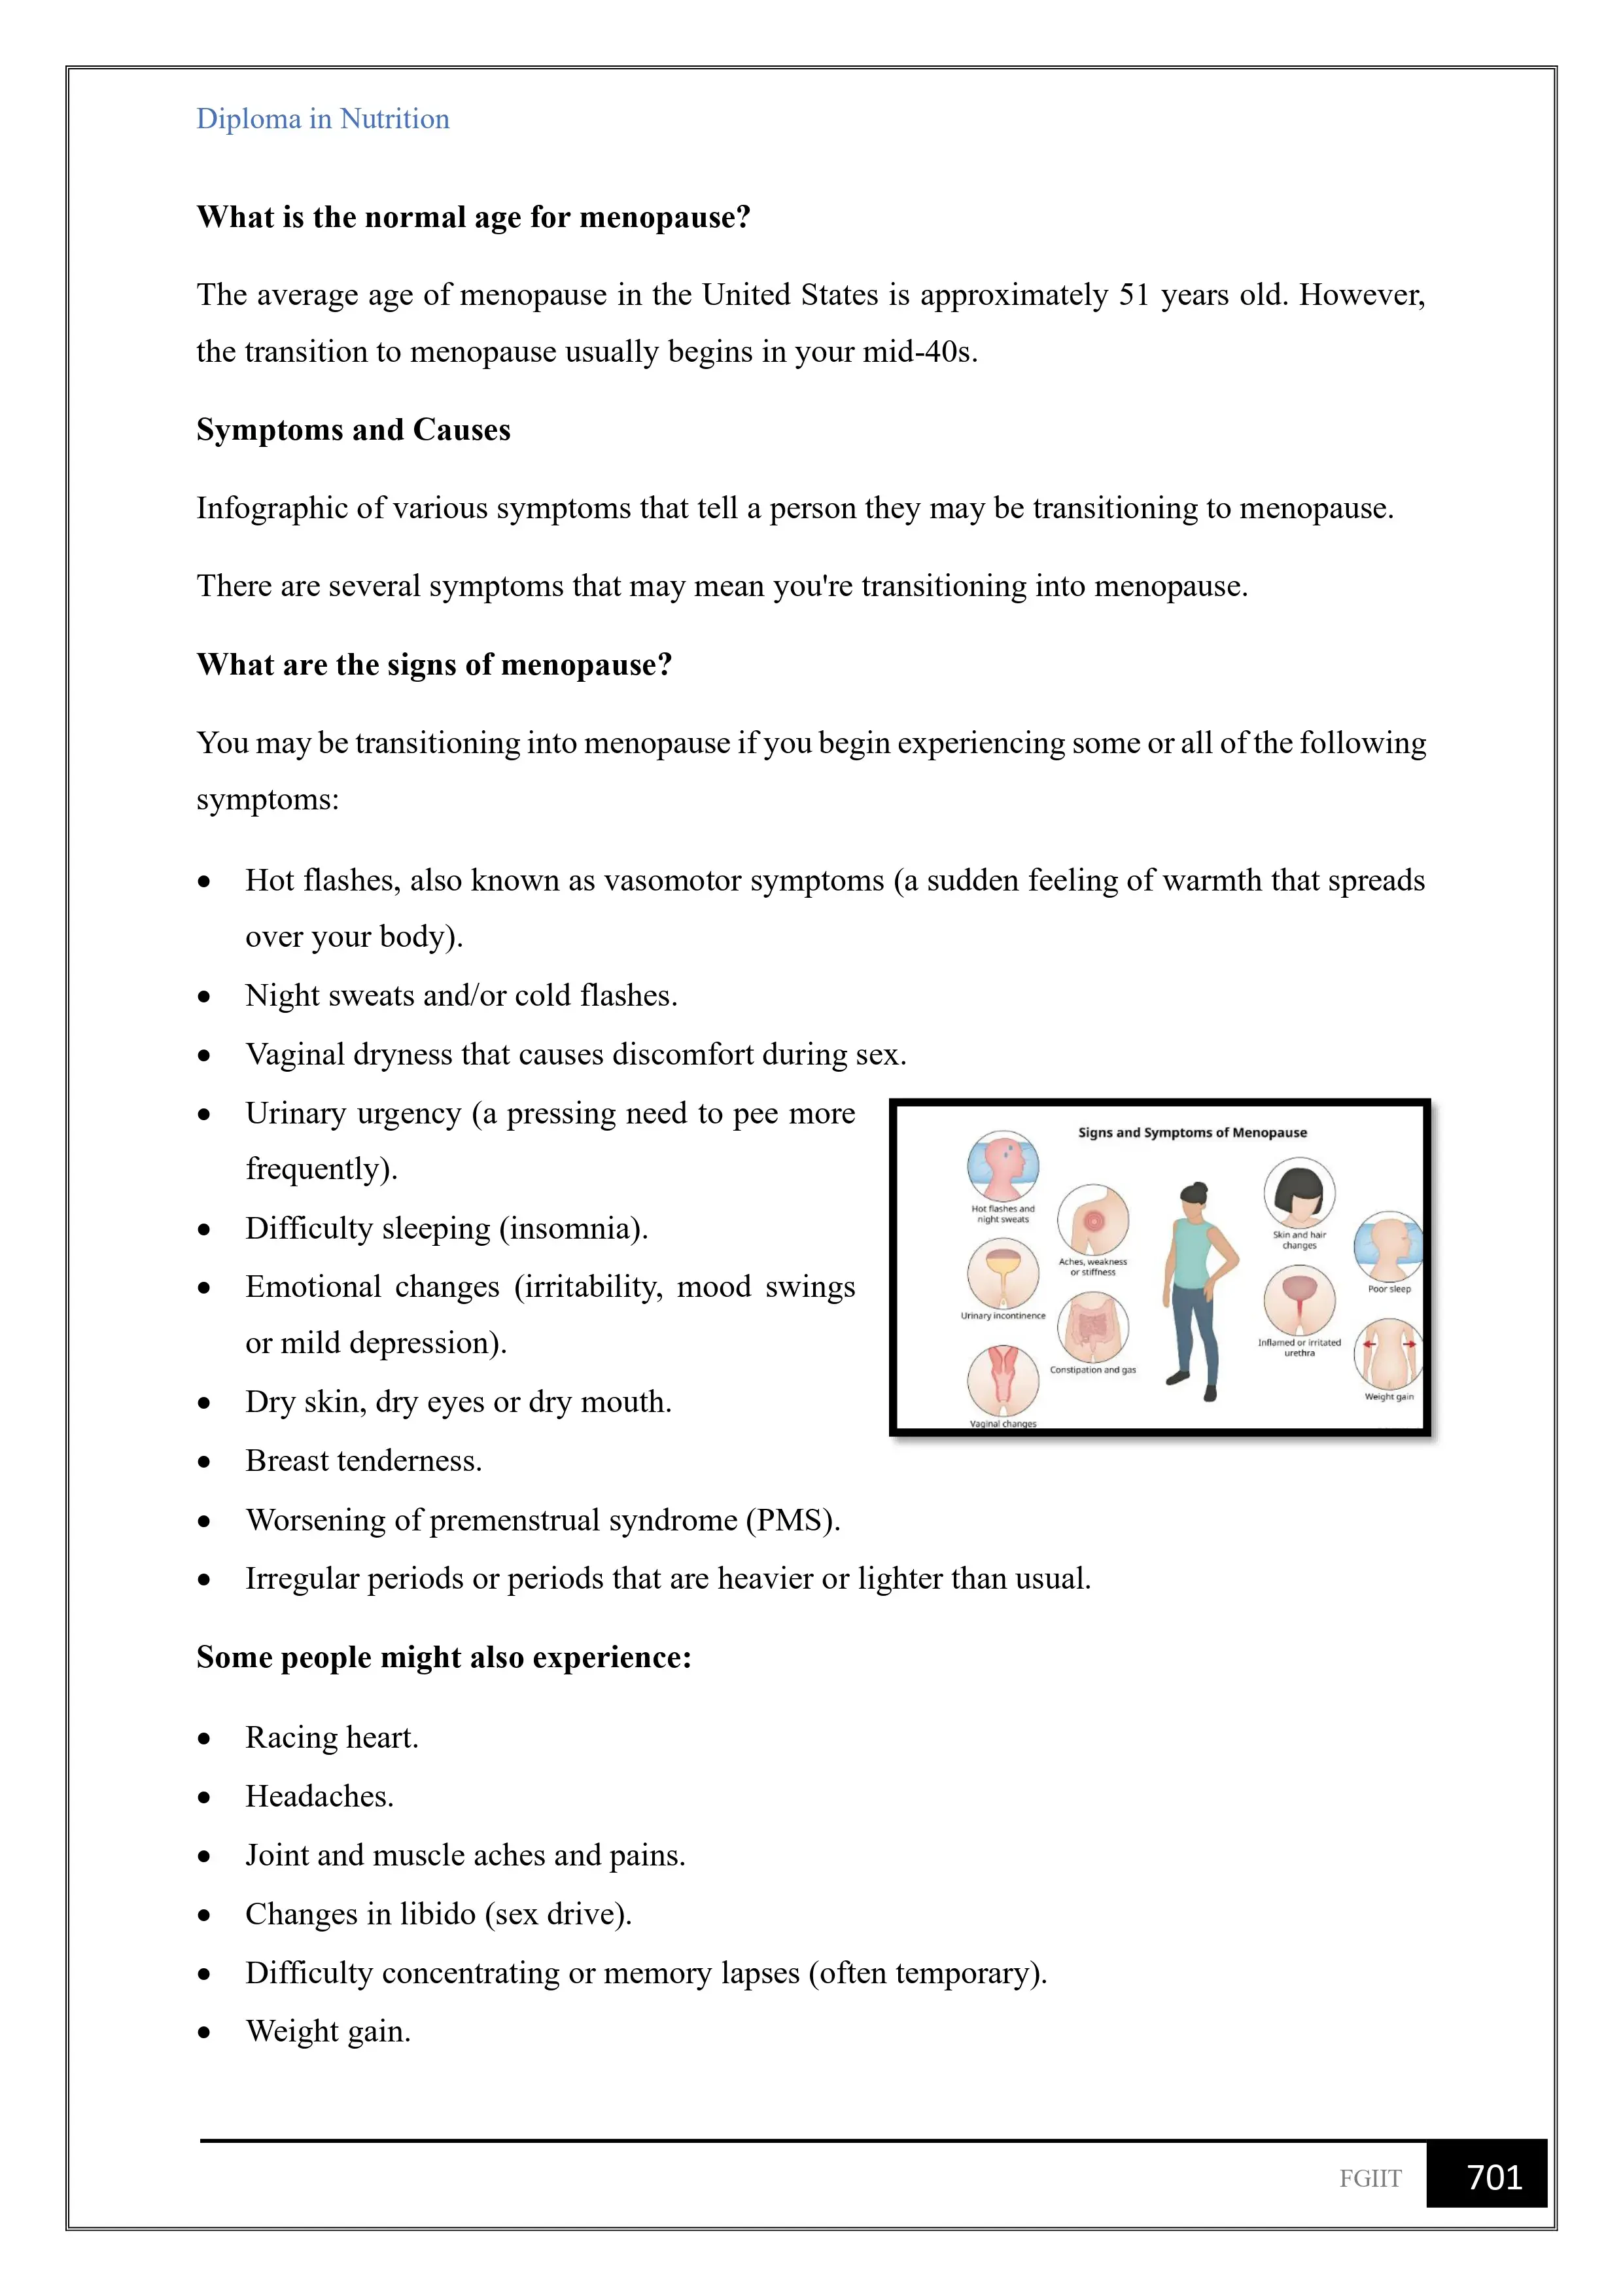 Diploma in Nutrition
What is the normal age for menopause?
The average age of menopause in the United States is approximately 51 years old. However,
the transition to menopause usually begins in your mid-40s.
Symptoms and Causes
Infographic of various symptoms that tell a person they may be transitioning to menopause.
There are several symptoms that may mean you're transitioning into menopause.
What are the signs of menopause?
You may be transitioning into menopause if you begin experiencing some or all of the following
symptoms:
• Hot flashes, also known as vasomotor symptoms (a sudden feeling of warmth that spreads
over your body).
• Night sweats and/or cold flashes.
• Vaginal dryness that causes discomfort during sex.
• Urinary urgency (a pressing need to pee more
frequently).
• Difficulty sleeping (insomnia).
• Emotional changes (irritability, mood swings
or mild depression).
• Dry skin, dry eyes or dry mouth.
• Breast tenderness.
• Worsening of premenstrual syndrome (PMS).
• Irregular periods or periods that are heavier or lighter than usual.
Signs and Symptoms of Menopause
Hot flashes and
night sweats
Urinary incontinence
Vaginal changes
Aches, weakness
or stiffness
Constipation and gas
Skin and hair
changes
Inflamed or irritated
urethra
Poor sleep
Weight gain
Some people might also experience:
• Racing heart.
• Headaches.
• Joint and muscle aches and pains.
• Changes in libido (sex drive).
• Difficulty concentrating or memory lapses (often temporary).
• Weight gain.
FGIIT 701